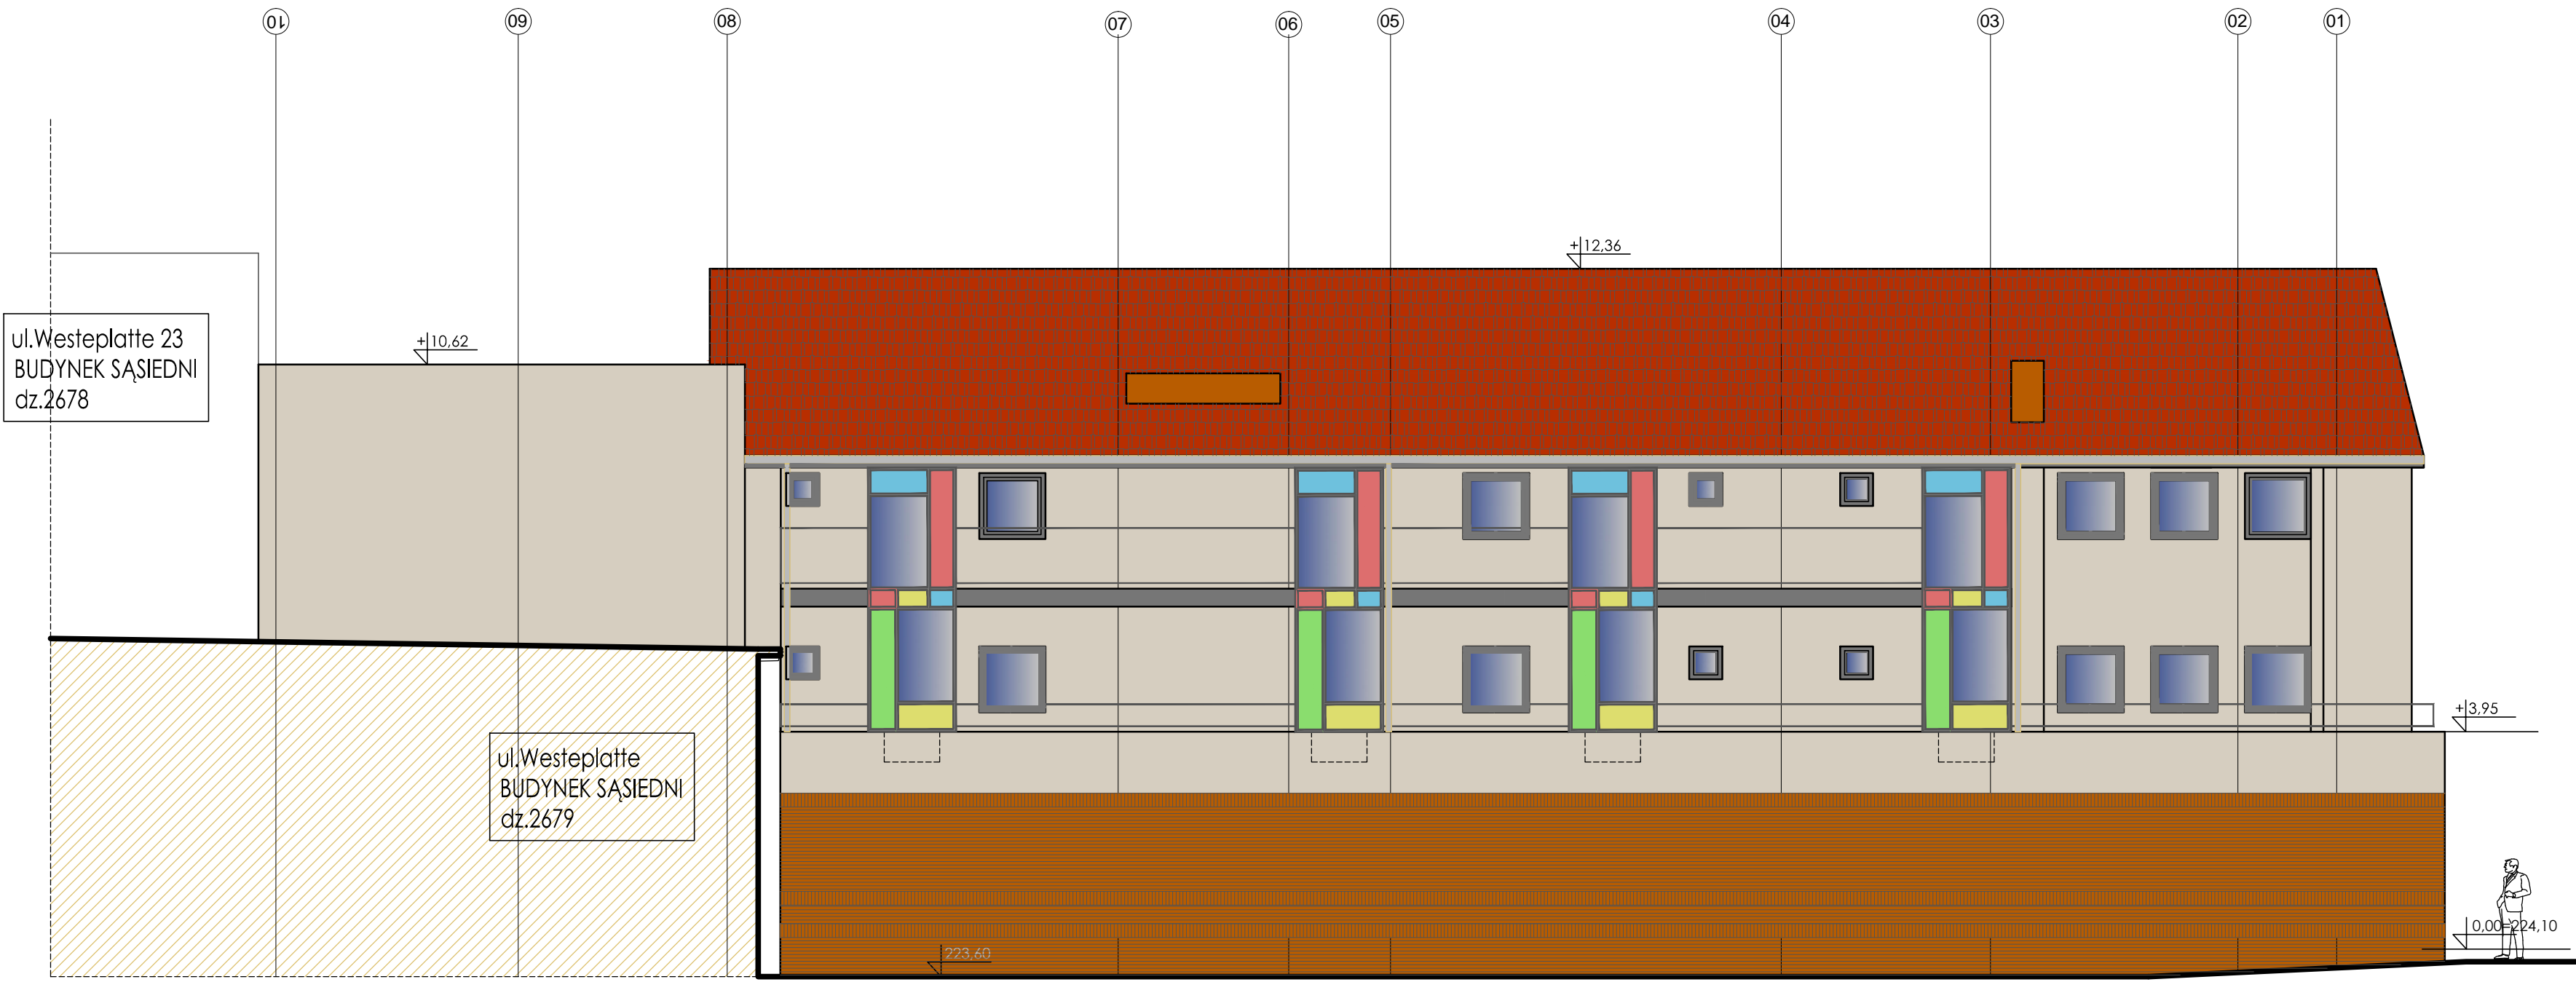 10
09
08
07
06
05
04
03
02
01
+12,36
+10,62
ul.Westeplatte 23
BUDYNEK SĄSIEDNI
dz.2678
+3,95
ul.Westeplatte
BUDYNEK SĄSIEDNI
dz.2679
0,00=224,10
223,60